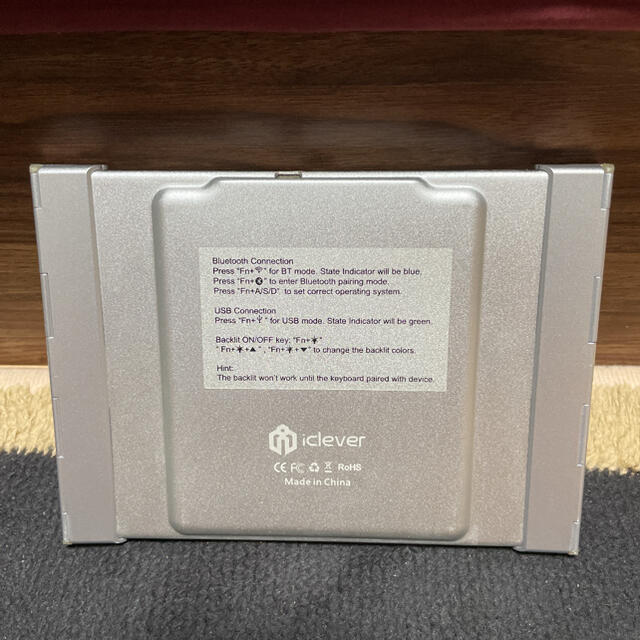 Bluetooth Connection
Press "Fn+" for BT mode. State Indicator will be blue.
Press "Fn+" to enter Bluetooth pairing mode.
Press "Fn+A/S/D" to set correct operating system.
USB Connection
Press "Fn+" for USB mode. State Indicator will be green.
Backlit ON/OFF key: "Fn+☀"
"Fn+☀+▲", "Fn+☀+▼" to change the backlit colors.
Hint:
The backlit won't work until the keyboard paired with device.
iclever
CE FC RoHS
Made in China